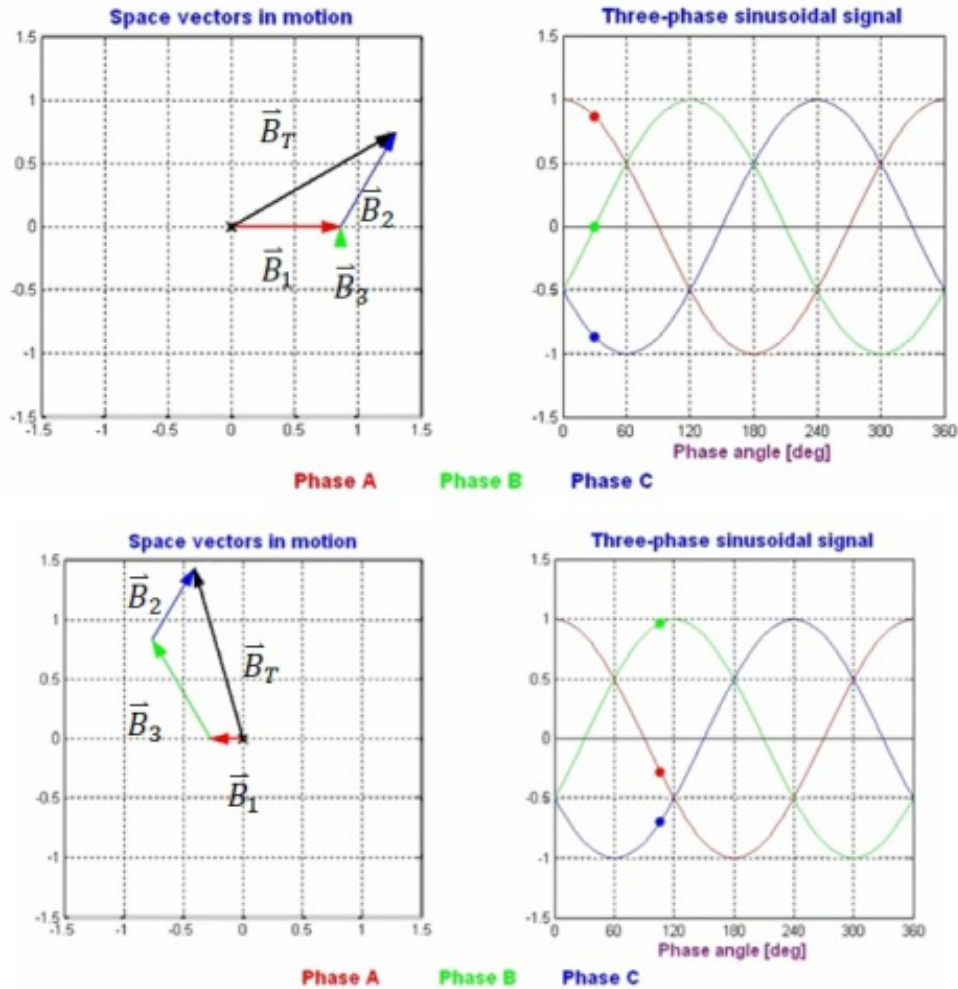 Space vectors in motion
Three-phase sinusoidal signal
1.5
1
0.5
0
-0.5
-1
-1.5
-1.5 -1 -0.5 0 0.5 1 1.5
B⃗T
B⃗2
B⃗1
B⃗3
1.5
1
0.5
0
-0.5
-1
-1.5
0 60 120 180 240 300 360
Phase angle [deg]
Phase A Phase B Phase C
Space vectors in motion
Three-phase sinusoidal signal
1.5
1
0.5
0
-0.5
-1
-1.5
-1.5 -1 -0.5 0 0.5 1 1.5
B⃗2
B⃗T
B⃗3
B⃗1
1.5
1
0.5
0
-0.5
-1
-1.5
0 60 120 180 240 300 360
Phase angle [deg]
Phase A Phase B Phase C